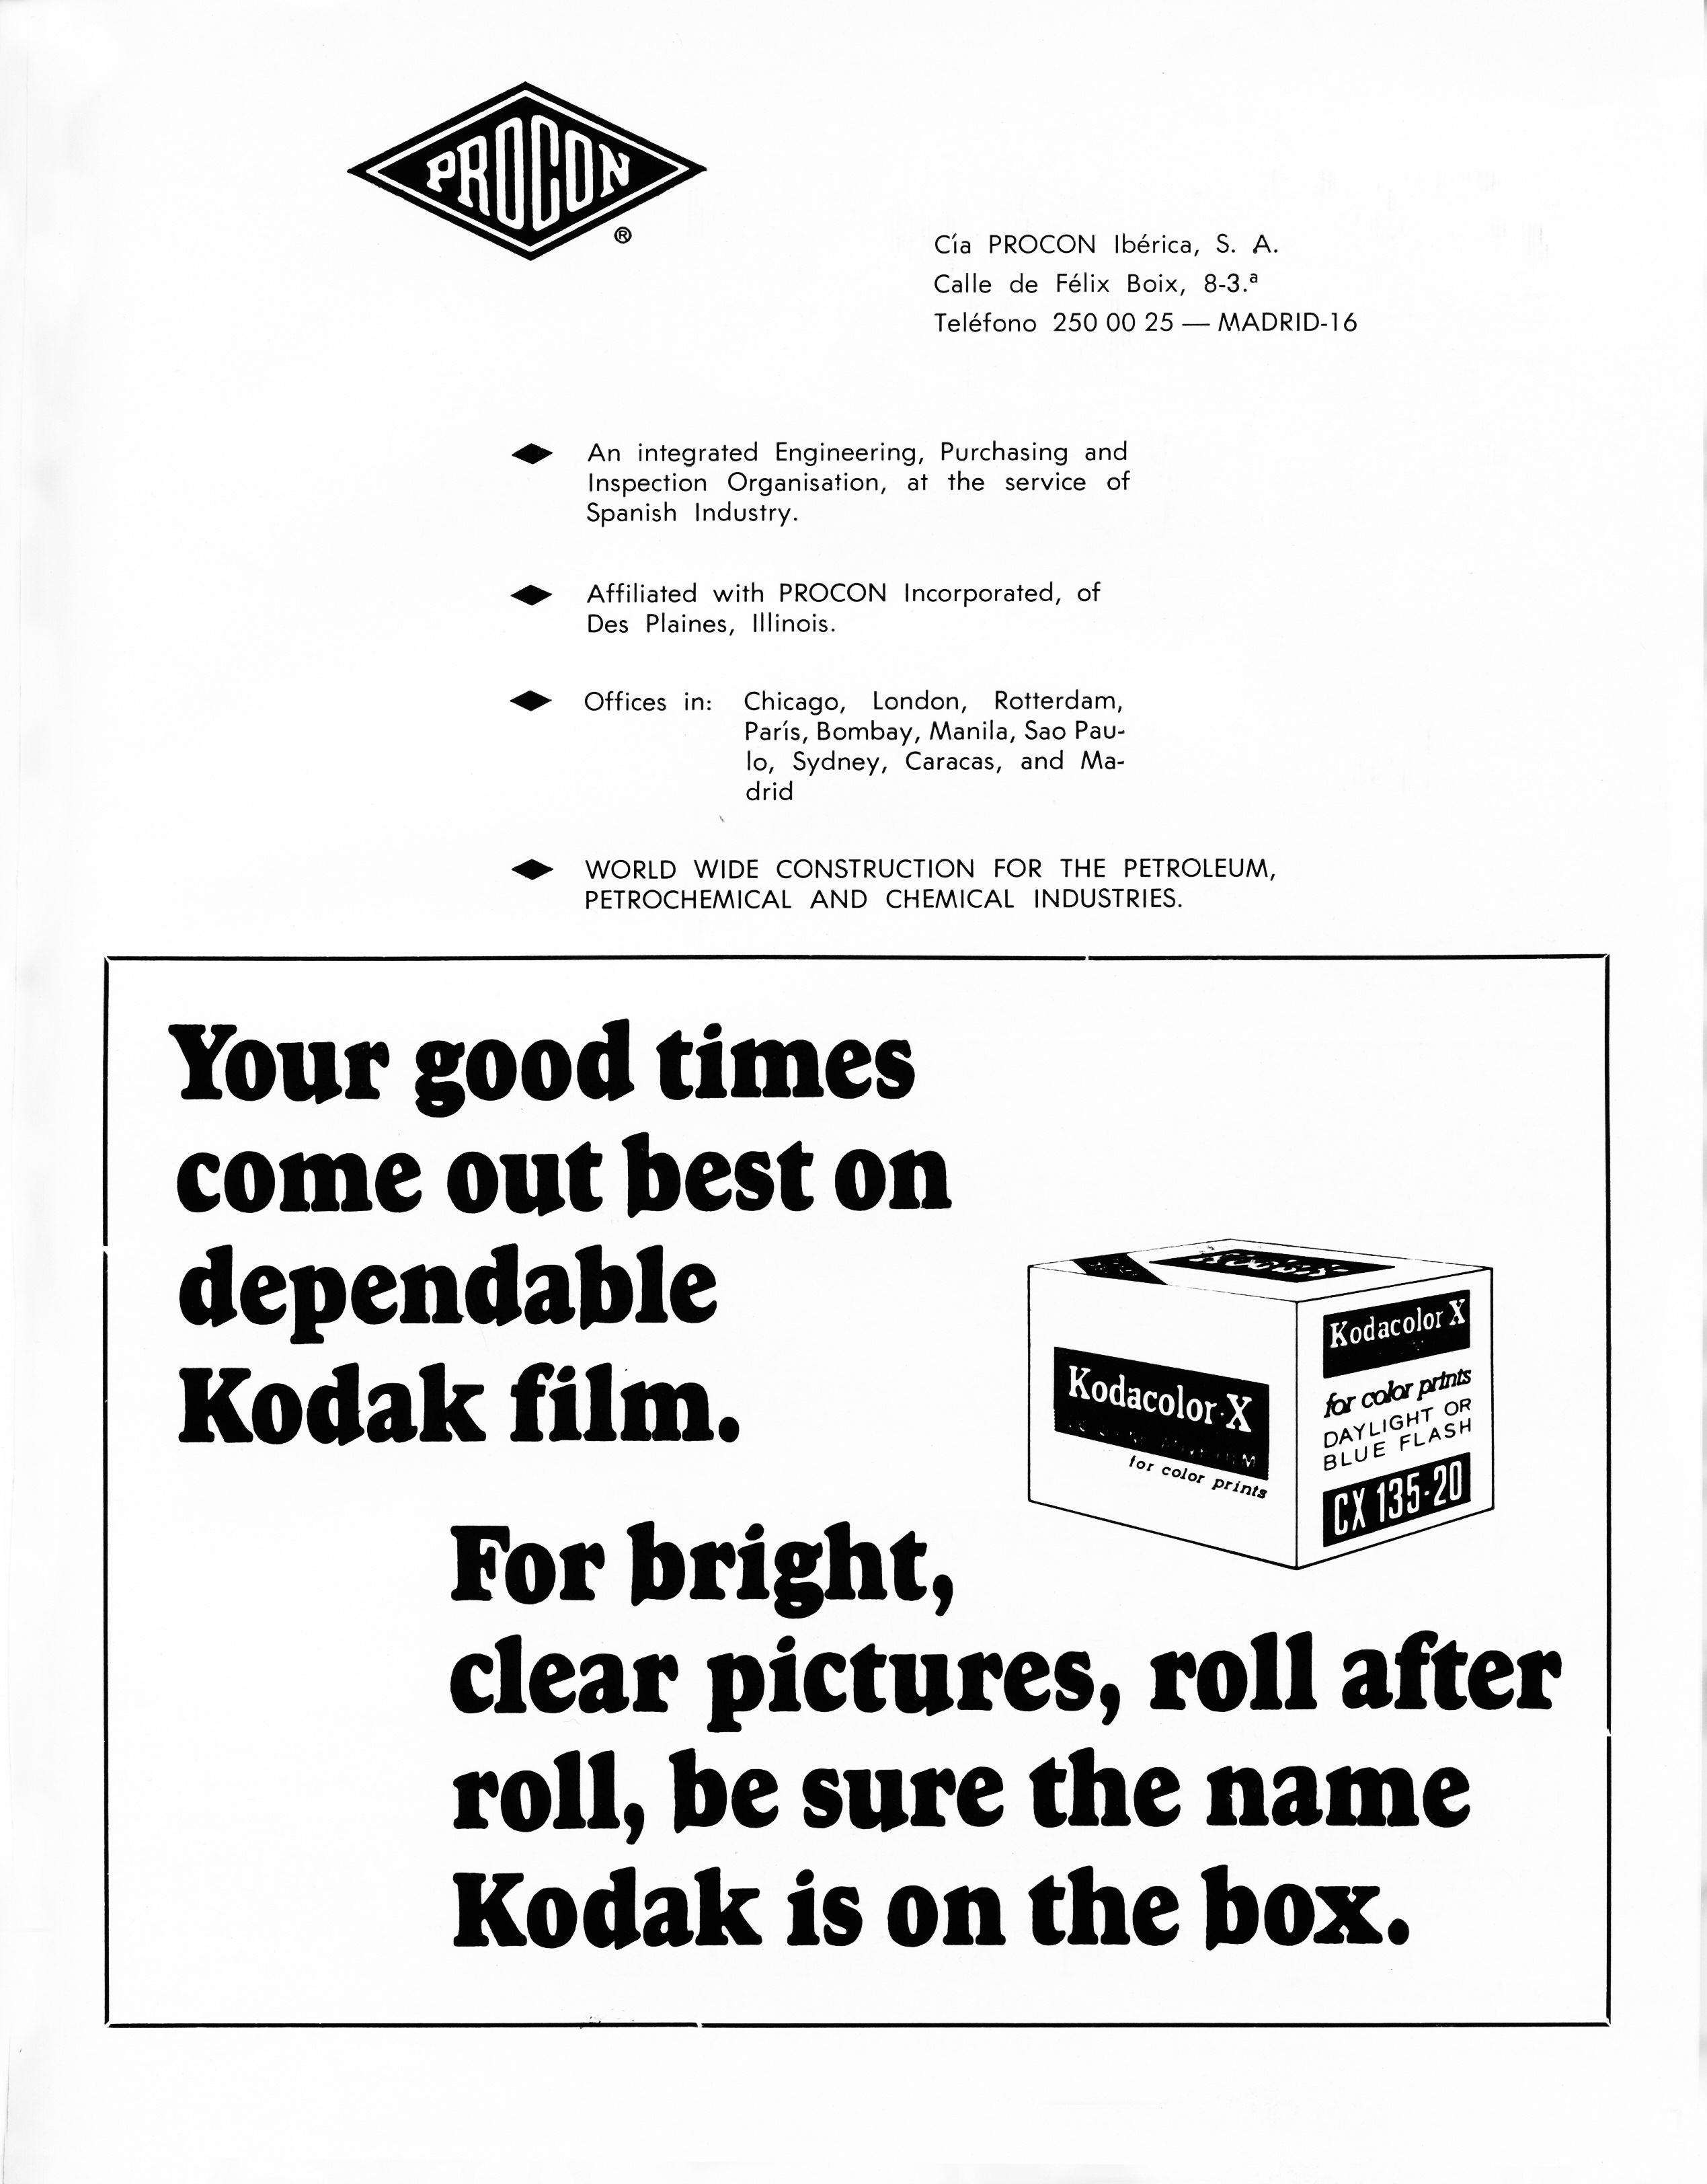 PROCON
®
Cía PROCON Ibérica, S. A.
Calle de Félix Boix, 8-3.ª
Teléfono 250 00 25 — MADRID-16
An integrated Engineering, Purchasing and
Inspection Organisation, at the service of
Spanish Industry.
Affiliated with PROCON Incorporated, of
Des Plaines, Illinois.
Offices in: Chicago, London, Rotterdam,
París, Bombay, Manila, Sao Pau-
lo, Sydney, Caracas, and Ma-
drid
WORLD WIDE CONSTRUCTION FOR THE PETROLEUM,
PETROCHEMICAL AND CHEMICAL INDUSTRIES.
Your good times
come out best on
dependable
Kodak film.
Kodacolor-X
for color prints
Kodacolor X
for color prints
DAYLIGHT OR
BLUE FLASH
CX 135-20
For bright,
clear pictures, roll after
roll, be sure the name
Kodak is on the box.